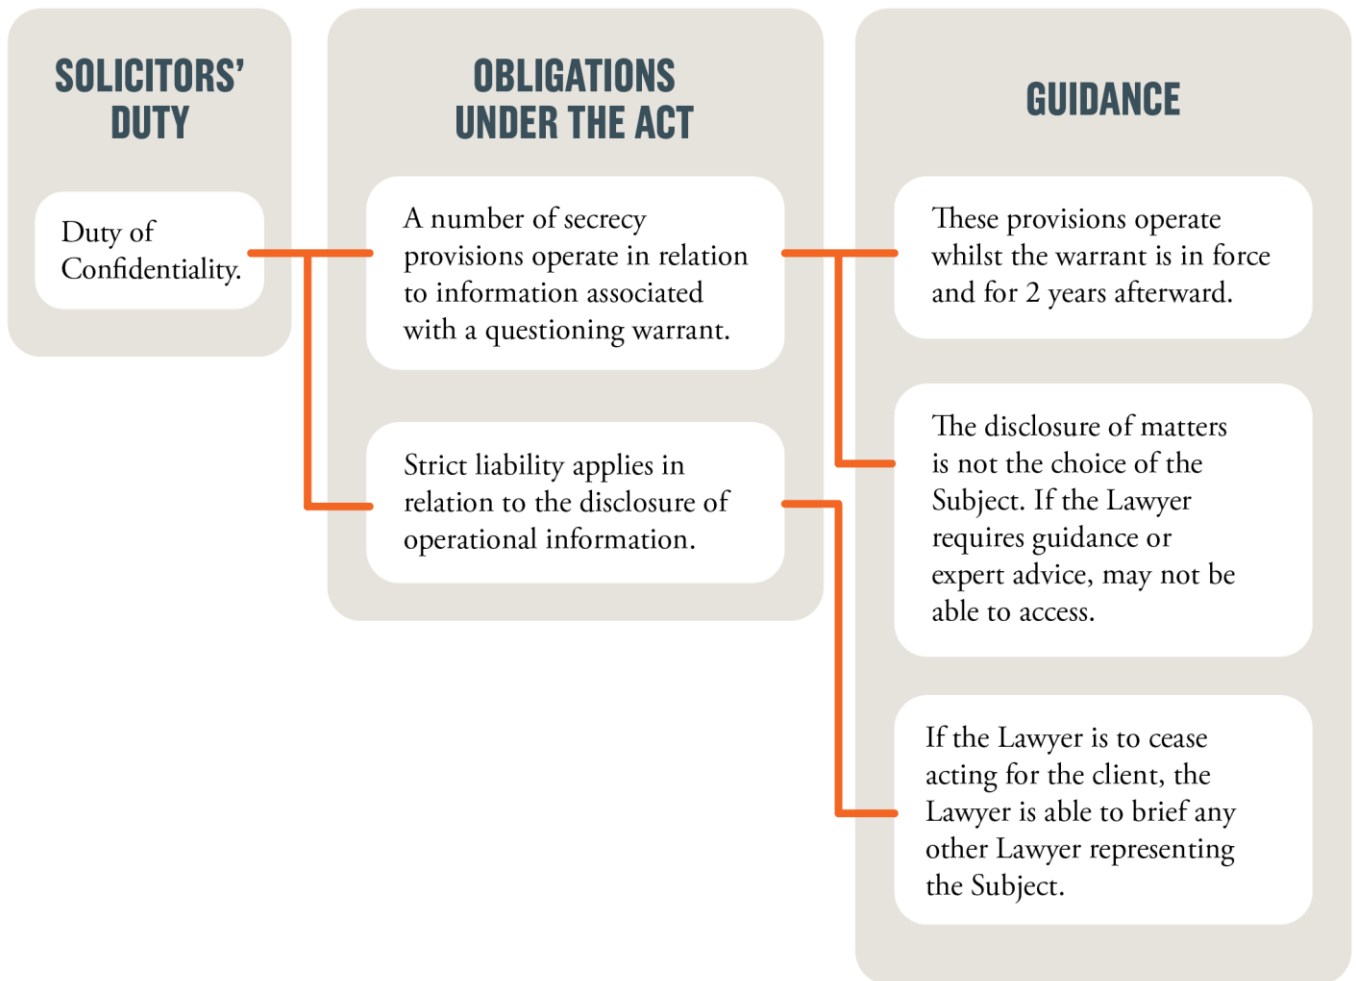 SOLICITORS’
DUTY
Duty of
Confidentiality.
OBLIGATIONS
UNDER THE ACT
A number of secrecy
provisions operate in relation
to information associated
with a questioning warrant.
Strict liability applies in
relation to the disclosure of
operational information.
GUIDANCE
These provisions operate
whilst the warrant is in force
and for 2 years afterward.
The disclosure of matters
is not the choice of the
Subject. If the Lawyer
requires guidance or
expert advice, may not be
able to access.
If the Lawyer is to cease
acting for the client, the
Lawyer is able to brief any
other Lawyer representing
the Subject.